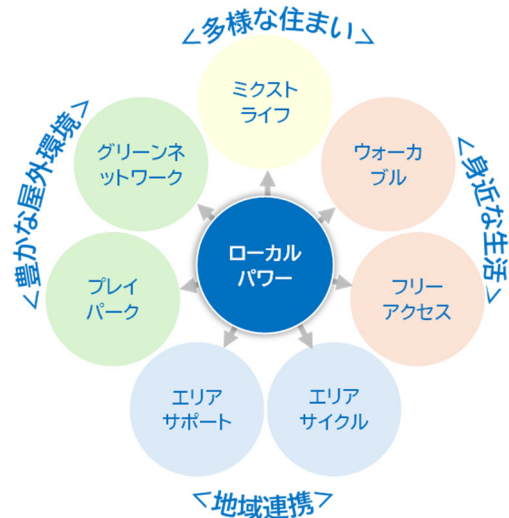 <多様な住まい>
ミクスト
ライフ
ウォーカ
ブル
<身近な生活>
フリー
アクセス
エリア
サイクル
<地域連携>
エリア
サポート
プレイ
パーク
<豊かな屋外環境>
グリーンネ
ットワーク
ローカル
パワー